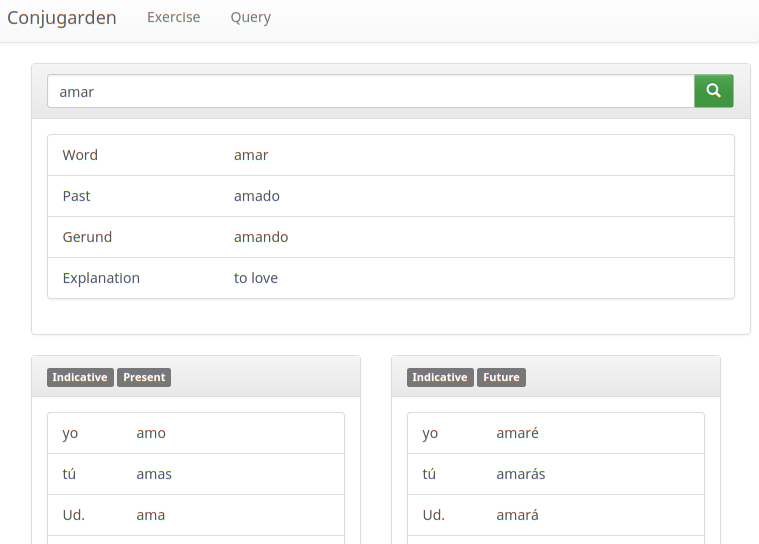 Conjugarden Exercise Query
amar
Word amar
Past amado
Gerund amando
Explanation to love
Indicative Present
yo amo
tú amas
Ud. ama
Indicative Future
yo amaré
tú amarás
Ud. amará